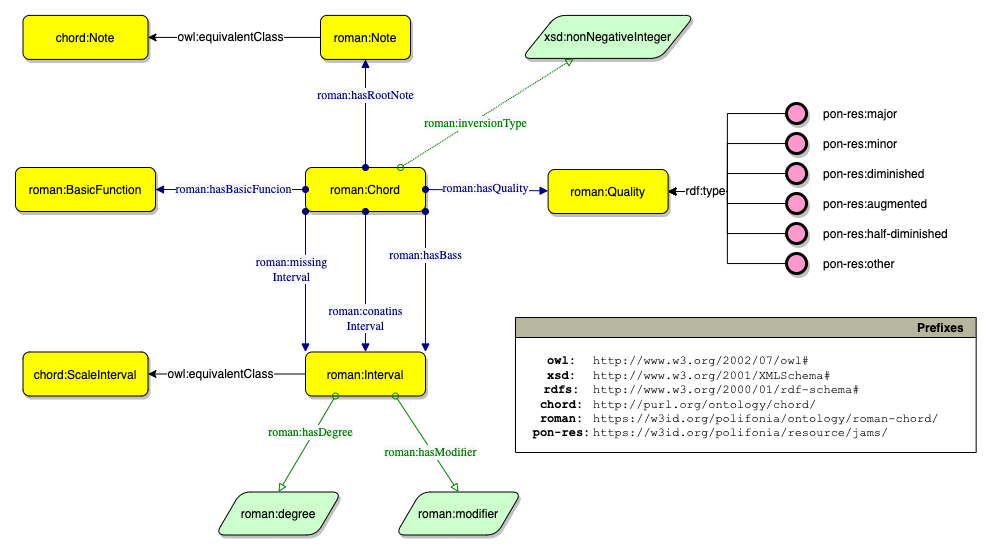 chord:Note
owl:equivalentClass
roman:Note
xsd:nonNegativeInteger
roman:hasRootNote
roman:inversionType
pon-res:major
pon-res:minor
pon-res:diminished
pon-res:augmented
pon-res:half-diminished
pon-res:other
roman:BasicFunction
roman:hasBasicFuncion
roman:Chord
roman:hasQuality
roman:Quality
rdf:type
roman:missing
Interval
roman:conatins
Interval
roman:hasBass
chord:ScaleInterval
owl:equivalentClass
roman:Interval
roman:hasDegree
roman:hasModifier
roman:degree
roman:modifier
Prefixes
owl: http://www.w3.org/2002/07/owl#
xsd: http://www.w3.org/2001/XMLSchema#
rdfs: http://www.w3.org/2000/01/rdf-schema#
chord: http://purl.org/ontology/chord/
roman: https://w3id.org/polifonia/ontology/roman-chord/
pon-res: https://w3id.org/polifonia/resource/jams/